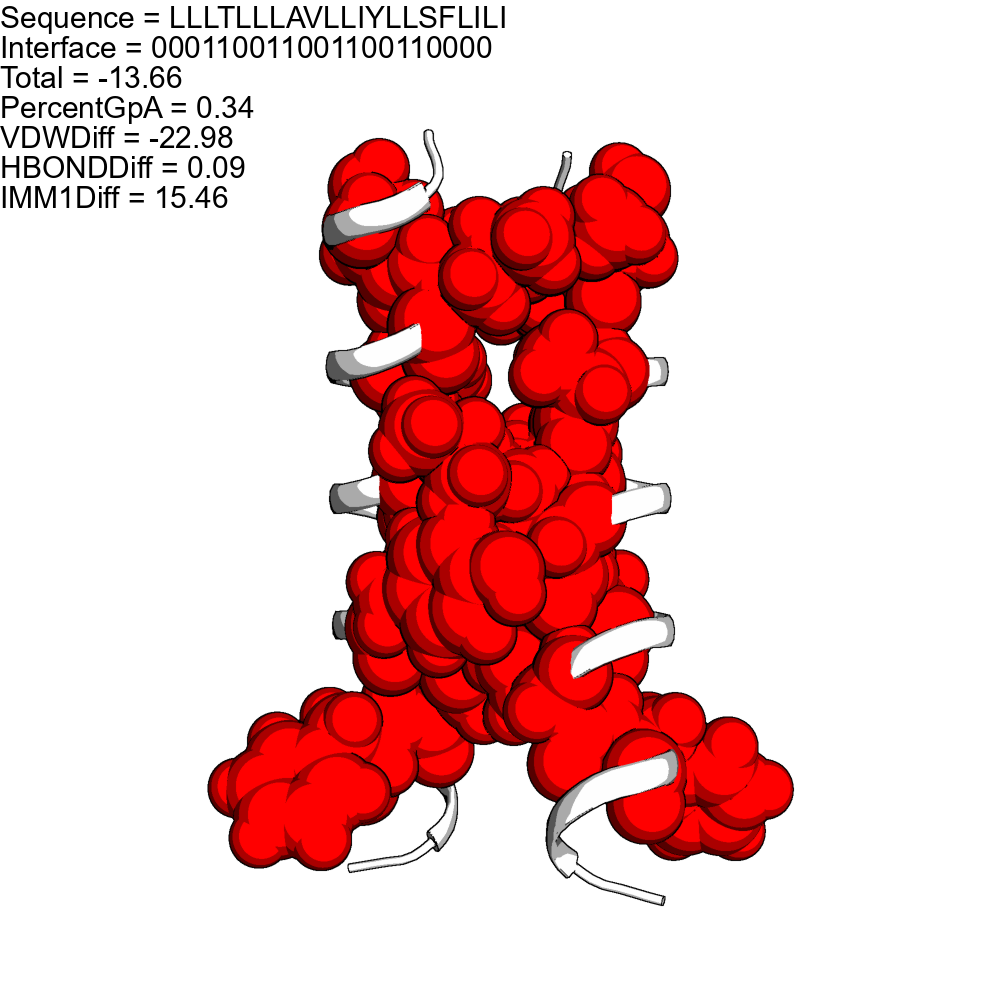 Sequence = LLLTLLLAVLLIYLLSFLILI
Interface = 000110011001100110000
Total = -13.66
PercentGpA = 0.34
VDWDiff = -22.98
HBONDDiff = 0.09
IMM1Diff = 15.46